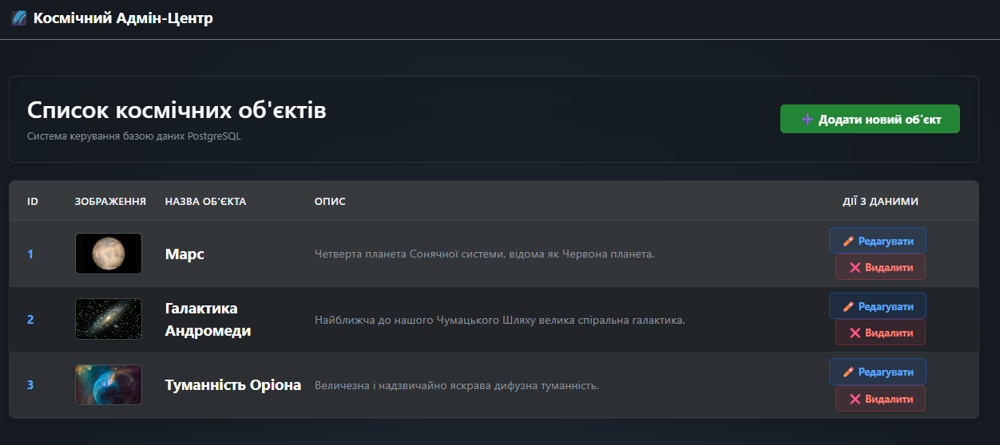 Космічний Адмін-Центр
Список космічних об'єктів
Система керування базою даних PostgreSQL
Додати новий об'єкт
ID ЗОБРАЖЕННЯ НАЗВА ОБ'ЄКТА ОПИС ДІЇ З ДАНИМИ
1 Марс Четверта планета Сонячної системи, відома як Червона планета.
Редагувати
Видалити
2 Галактика
Андромеди
Найближча до нашого Чумацького Шляху велика спіральна галактика.
Редагувати
Видалити
3 Туманність Оріона Величезна і надзвичайно яскрава дифузна туманність.
Редагувати
Видалити